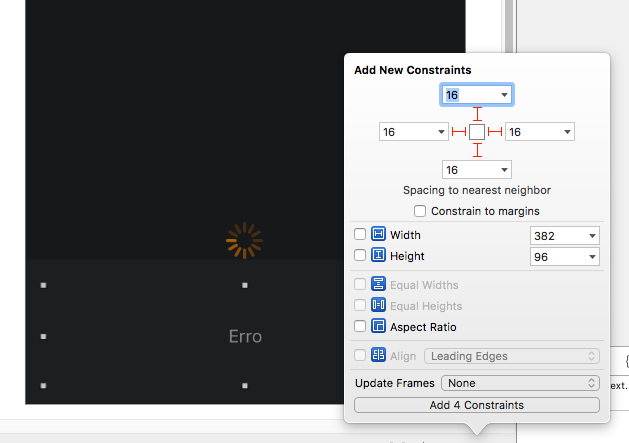 Add New Constraints
16
16 16
16
Spacing to nearest neighbor
Constrain to margins
Width 382
Height 96
Equal Widths
Equal Heights
Erro
Aspect Ratio
Align Leading Edges
ext.
Update Frames None
Add 4 Constraints